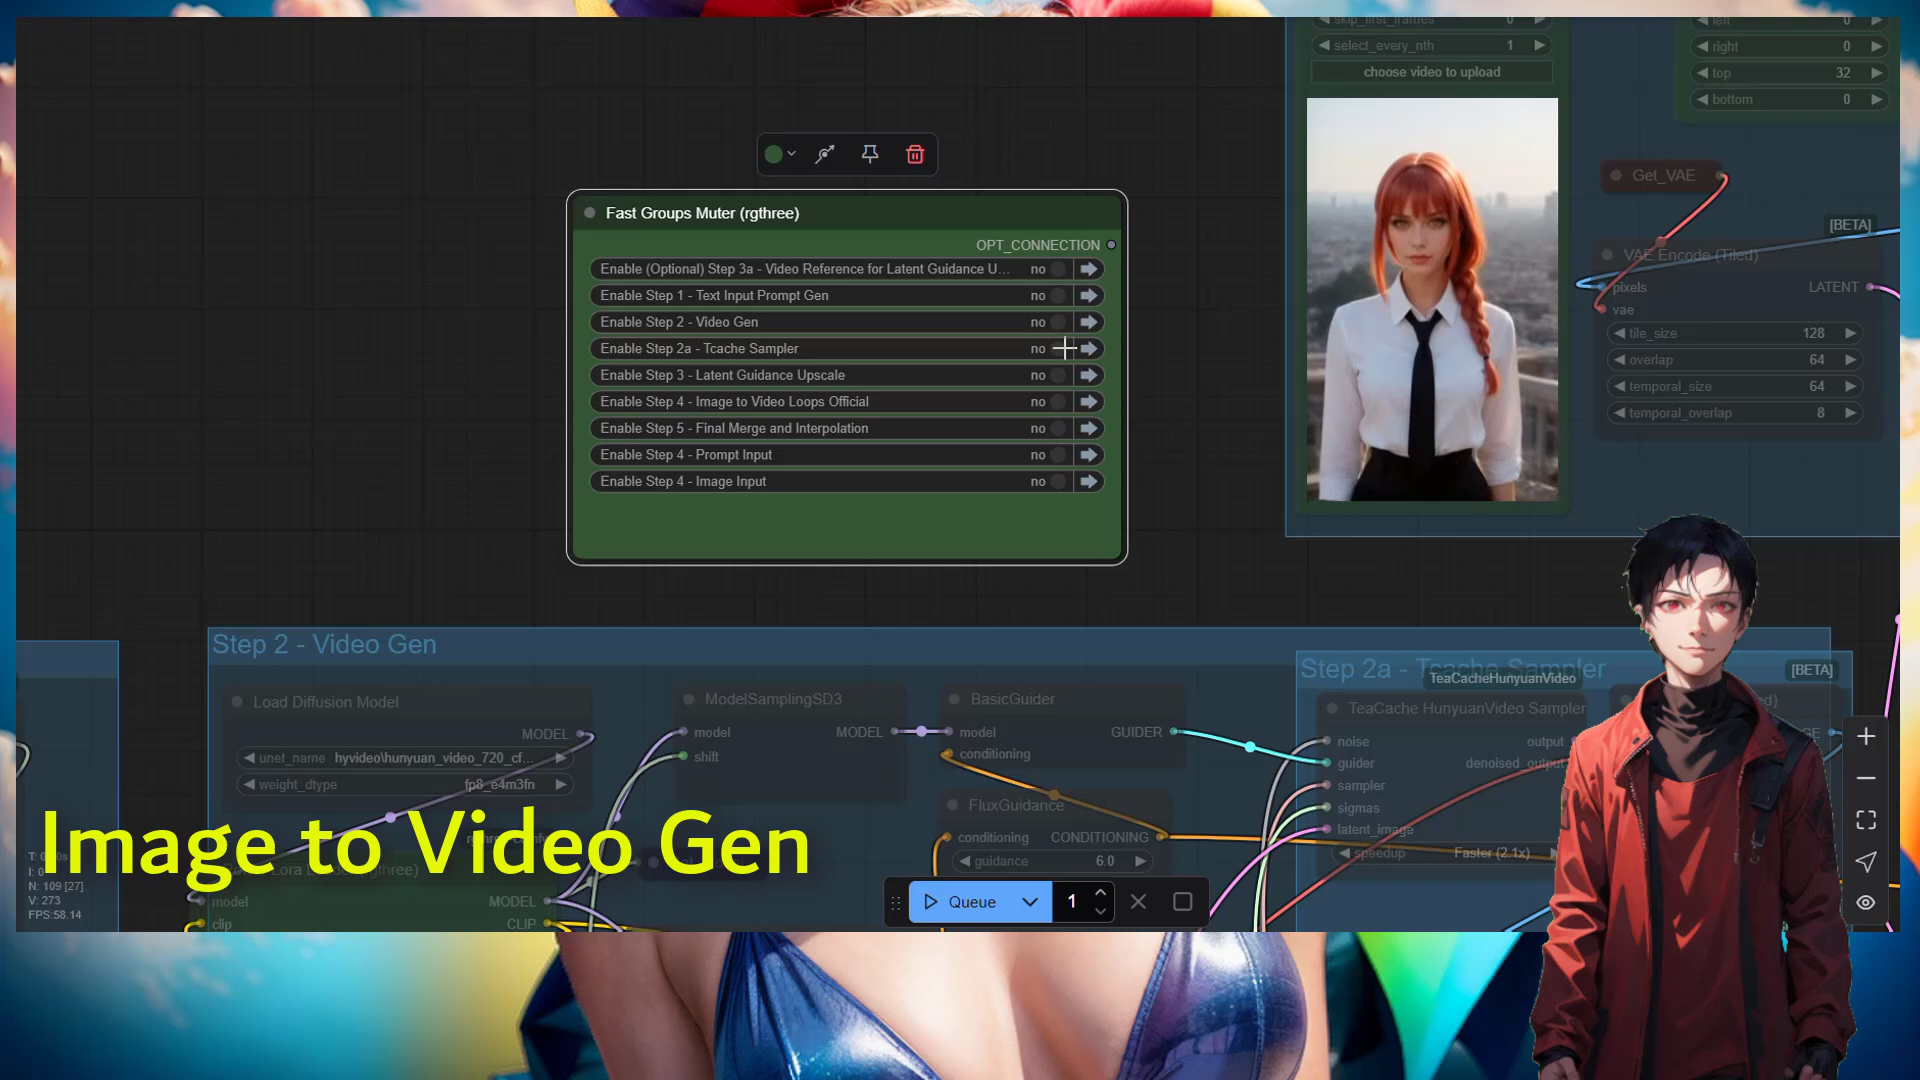 skip_first_frames 0
select_every_nth 1
choose video to upload
left 0
right 0
top 32
bottom 0
Get_VAE
[BETA]
VAE Encode (Tiled)
pixels LATENT
vae
tile_size 128
overlap 64
temporal_size 64
temporal_overlap 8
Fast Groups Muter (rgthree)
OPT_CONNECTION
Enable (Optional) Step 3a - Video Reference for Latent Guidance U... no
Enable Step 1 - Text Input Prompt Gen no
Enable Step 2 - Video Gen no
Enable Step 2a - Tcache Sampler no
Enable Step 3 - Latent Guidance Upscale no
Enable Step 4 - Image to Video Loops Official no
Enable Step 5 - Final Merge and Interpolation no
Enable Step 4 - Prompt Input no
Enable Step 4 - Image Input no
Step 2 - Video Gen
Load Diffusion Model
MODEL
unet_name hyvideo\hunyuan_video_720_cf...
weight_dtype fp8_e4m3fn
ModelSamplingSD3
model MODEL
shift
BasicGuider
model GUIDER
conditioning
FluxGuidance
conditioning CONDITIONING
guidance 6.0
Step 2a - Tcache Sampler
[BETA]
TeaCacheHunyuanVideo
TeaCache HunyuanVideo Sampler
noise output
guider denoised_output
sampler
sigmas
latent_image
speedup Faster (2.1x)
Image to Video Gen
model MODEL
clip CLIP
N: 109 [27]
V: 273
FPS:58.14
Queue 1